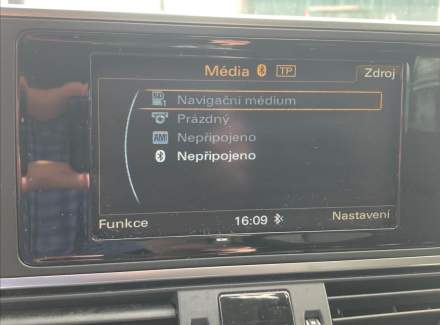 Média TP Zdroj
Navigační médium
Prázdný
AMI Nepřipojeno
Nepřipojeno
Funkce 16:09 Nastavení